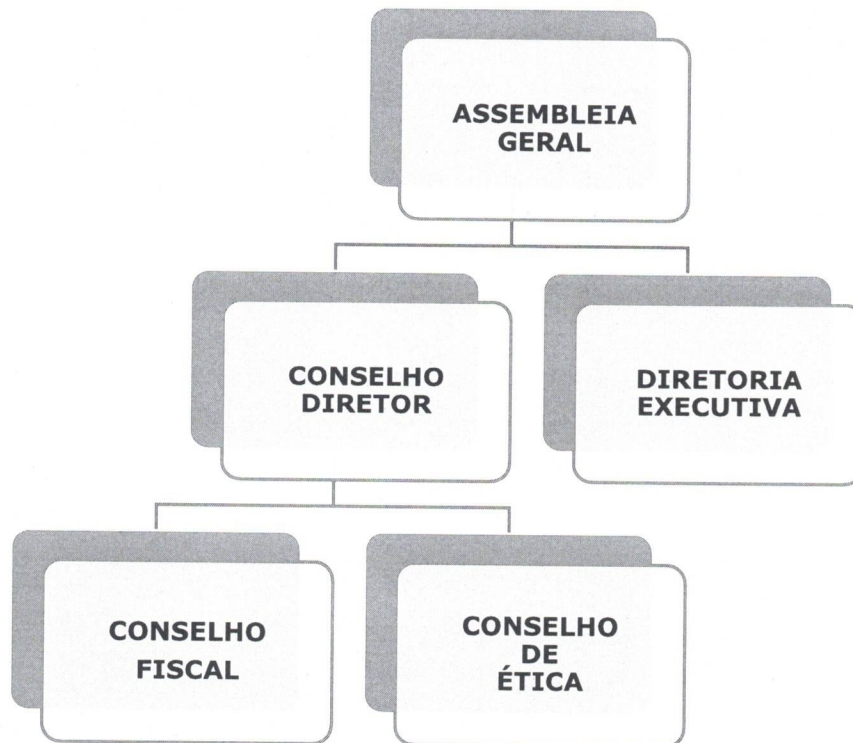 ASSEMBLEIA
GERAL
CONSELHO
DIRETOR
DIRETORIA
EXECUTIVA
CONSELHO
FISCAL
CONSELHO
DE
ÉTICA